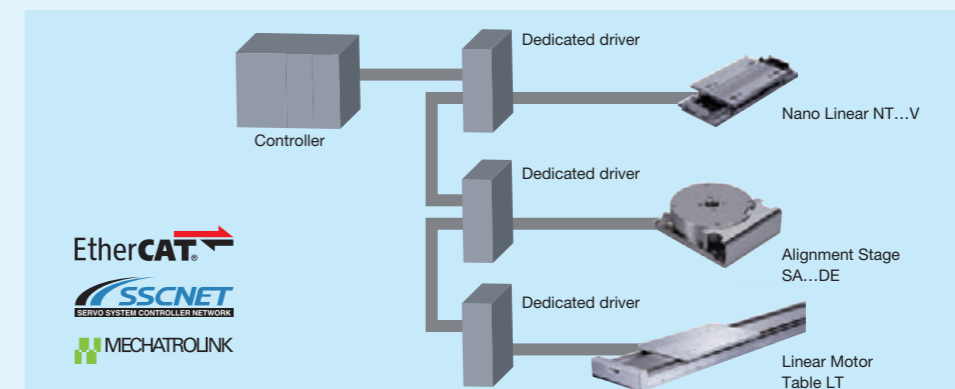 Dedicated driver
Controller
Nano Linear NT…V
Dedicated driver
Alignment Stage
SA…DE
Dedicated driver
Linear Motor
Table LT
EtherCAT®
SSCNET
SERVO SYSTEM CONTROLLER NETWORK
MECHATROLINK